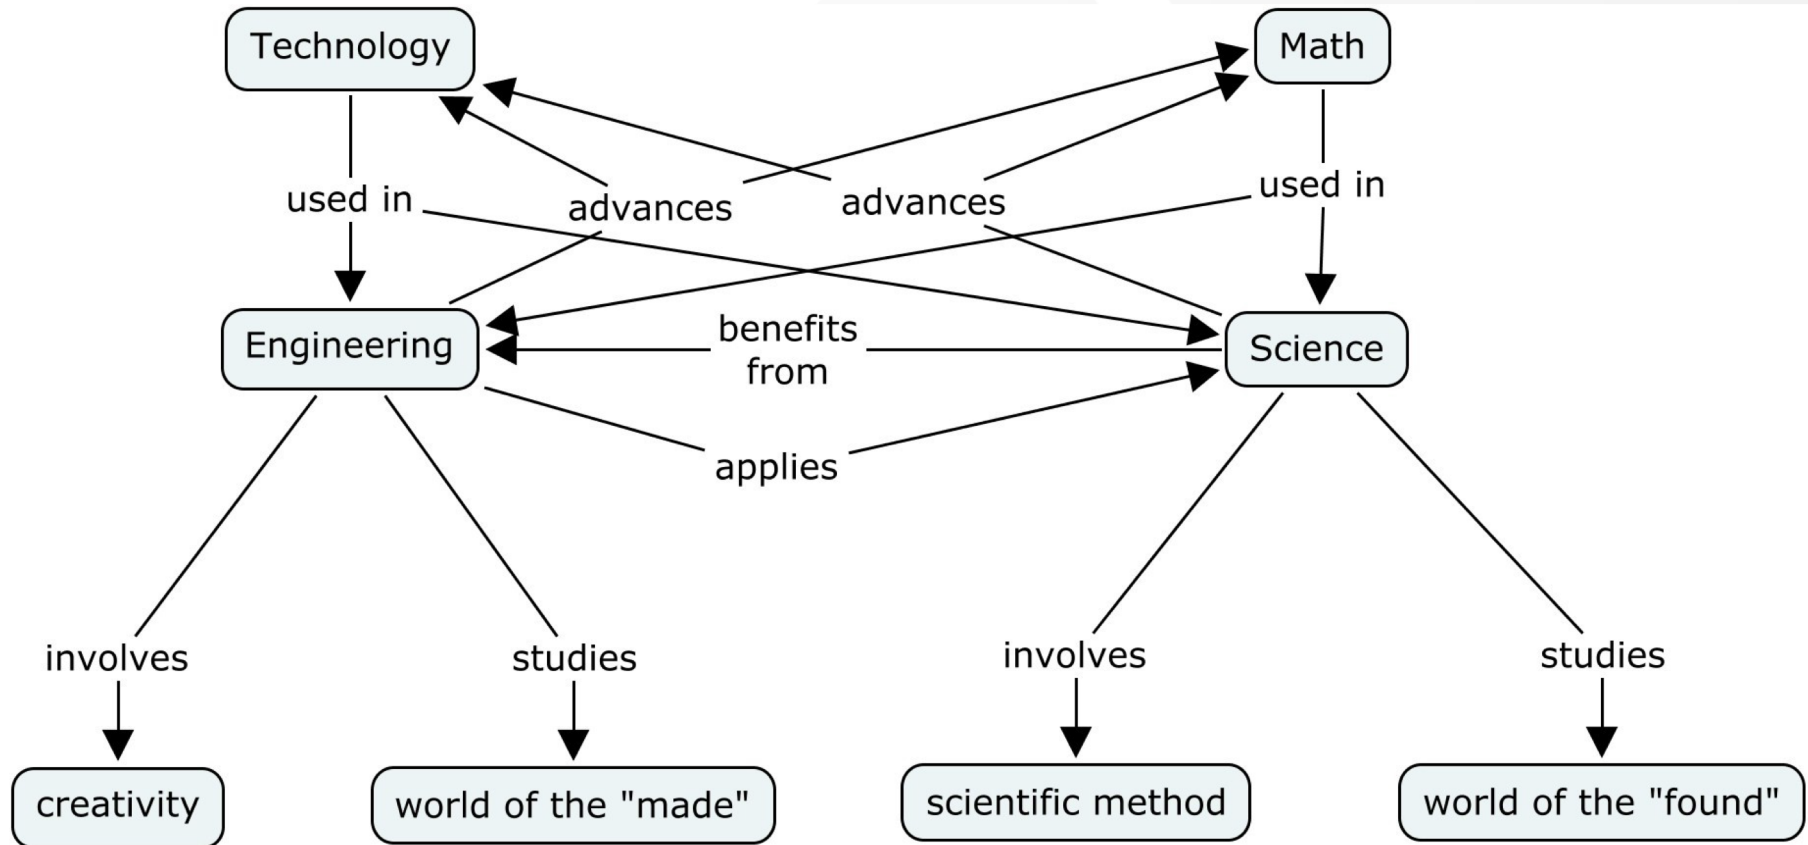 Technology
Math
used in
advances
advances
used in
Engineering
benefits
from
Science
applies
involves
studies
involves
studies
creativity
world of the "made"
scientific method
world of the "found"